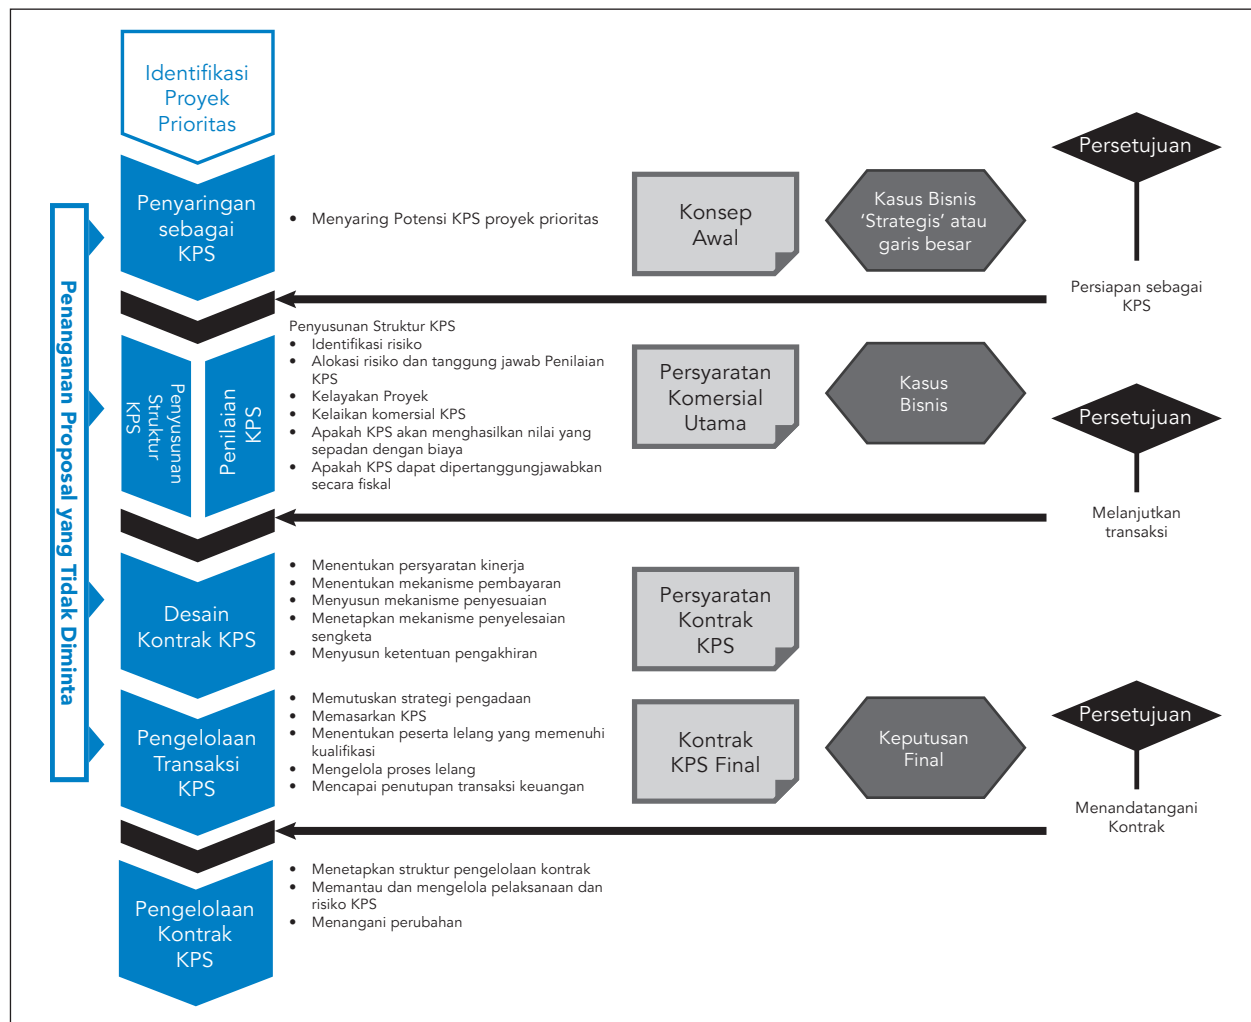 Identifikasi
Proyek
Prioritas
Penanganan Proposal yang Tidak Diminta
Penyaringan
sebagai
KPS
• Menyaring Potensi KPS proyek prioritas
Konsep
Awal
Kasus Bisnis
‘Strategis’ atau
garis besar
Persetujuan
Persiapan sebagai
KPS
Penyusunan
Struktur
KPS
Penilaian
KPS
Penyusunan Struktur KPS
• Identifikasi risiko
• Alokasi risiko dan tanggung jawab Penilaian
KPS
• Kelayakan Proyek
• Kelaikan komersial KPS
• Apakah KPS akan menghasilkan nilai yang
sepadan dengan biaya
• Apakah KPS dapat dipertanggungjawabkan
secara fiskal
Persyaratan
Komersial
Utama
Kasus
Bisnis
Persetujuan
Melanjutkan
transaksi
Desain
Kontrak KPS
• Menentukan persyaratan kinerja
• Menentukan mekanisme pembayaran
• Menyusun mekanisme penyesuaian
• Menetapkan mekanisme penyelesaian
sengketa
• Menyusun ketentuan pengakhiran
Persyaratan
Kontrak
KPS
Pengelolaan
Transaksi
KPS
• Memutuskan strategi pengadaan
• Memasarkan KPS
• Menentukan peserta lelang yang memenuhi
kualifikasi
• Mengelola proses lelang
• Mencapai penutupan transaksi keuangan
Kontrak
KPS Final
Keputusan
Final
Persetujuan
Menandatangani
Kontrak
Pengelolaan
Kontrak
KPS
• Menetapkan struktur pengelolaan kontrak
• Memantau dan mengelola pelaksanaan dan
risiko KPS
• Menangani perubahan